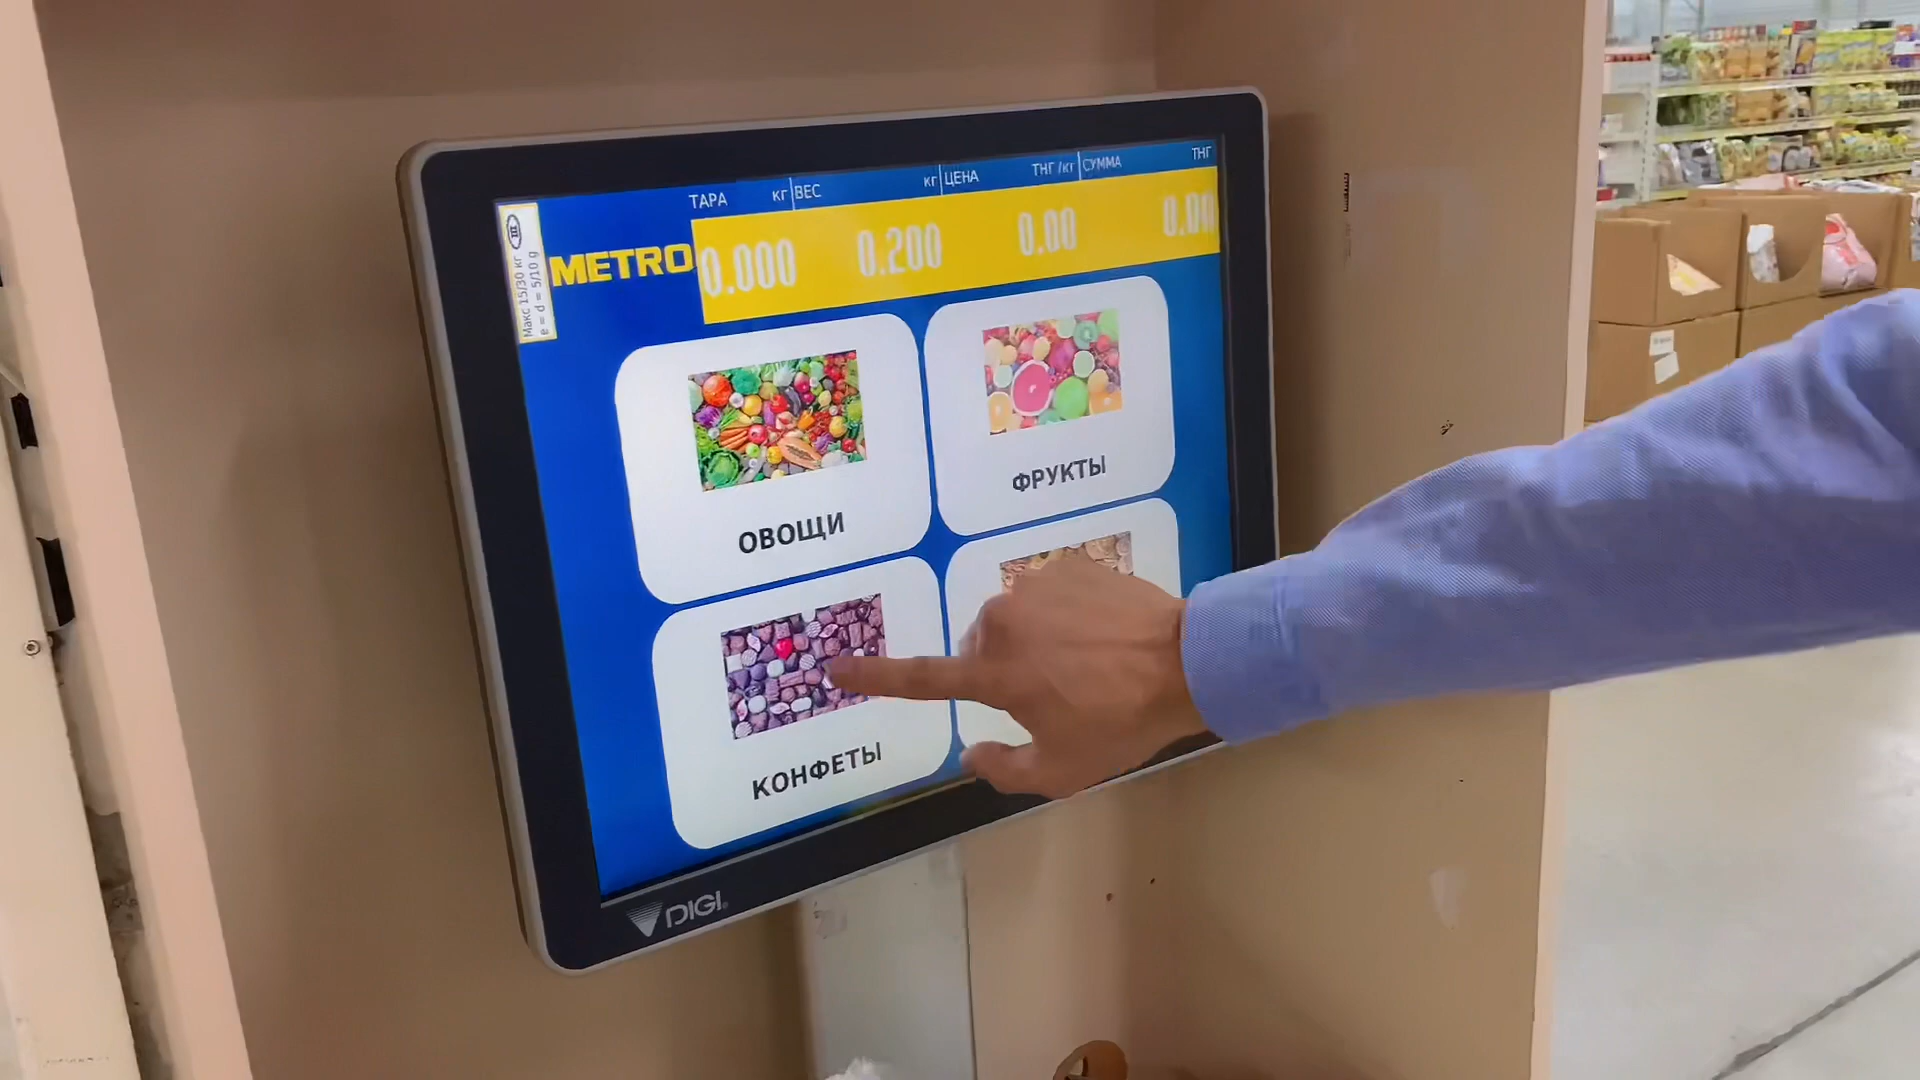 ТАРА кг ВЕС кг ЦЕНА ТНГ/кг СУММА ТНГ
METRO 0.000 0.200 0.00 0.00
Макс 15/30 кг
e = d = 5/10 g
III
ОВОЩИ
ФРУКТЫ
КОНФЕТЫ
DIGI